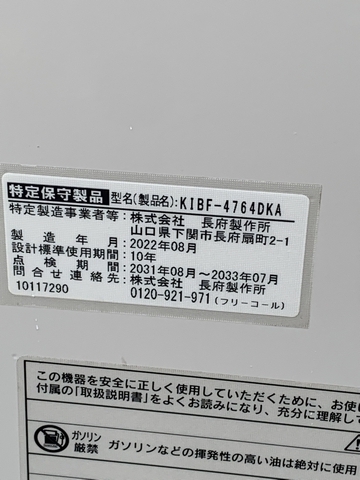 特定保守製品 型名(製品名):KIBF-4764DKA
特定製造事業者等:株式会社 長府製作所
山口県下関市長府扇町2-1
製造年月:2022年08月
設計標準使用期間:10年
点検期間:2031年08月～2033年07月
問合せ連絡先:株式会社 長府製作所
10117290 0120-921-971(フリーコール)
この機器を安全に正しく使用していただくために、お使
付属の「取扱説明書」をよくお読みになり、充分に理解して
ガソリン
厳禁
ガソリンなどの揮発性の高い油は絶対に使用